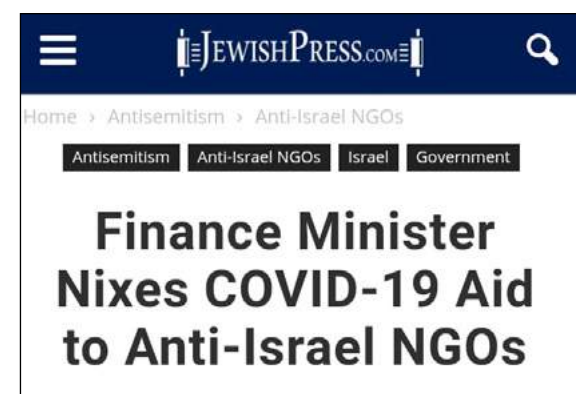 JEWISHPRESS.COM
Home › Antisemitism › Anti-Israel NGOs
Antisemitism Anti-Israel NGOs Israel Government
Finance Minister
Nixes COVID-19 Aid
to Anti-Israel NGOs